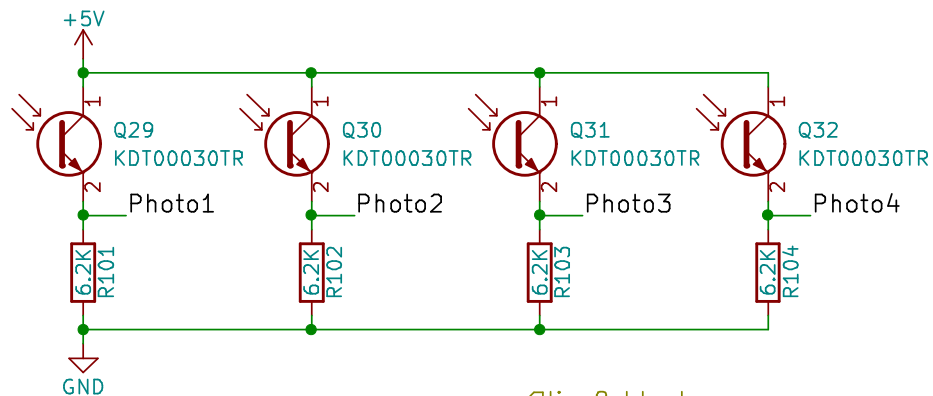 +5V
1
Q29
KDT00030TR
2
Photo1
6.2K
R101
1
Q30
KDT00030TR
2
Photo2
6.2K
R102
1
Q31
KDT00030TR
2
Photo3
6.2K
R103
1
Q32
KDT00030TR
2
Photo4
6.2K
R104
GND